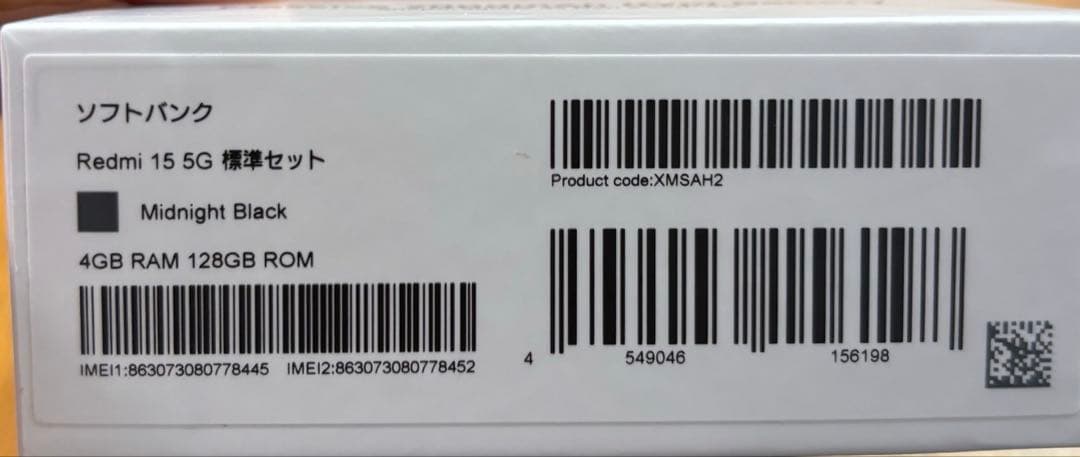 ソフトバンク
Redmi 15 5G 標準セット
Midnight Black
4GB RAM 128GB ROM
IMEI1:863073080778445 IMEI2:863073080778452
Product code:XMSAH2
4 549046 156198